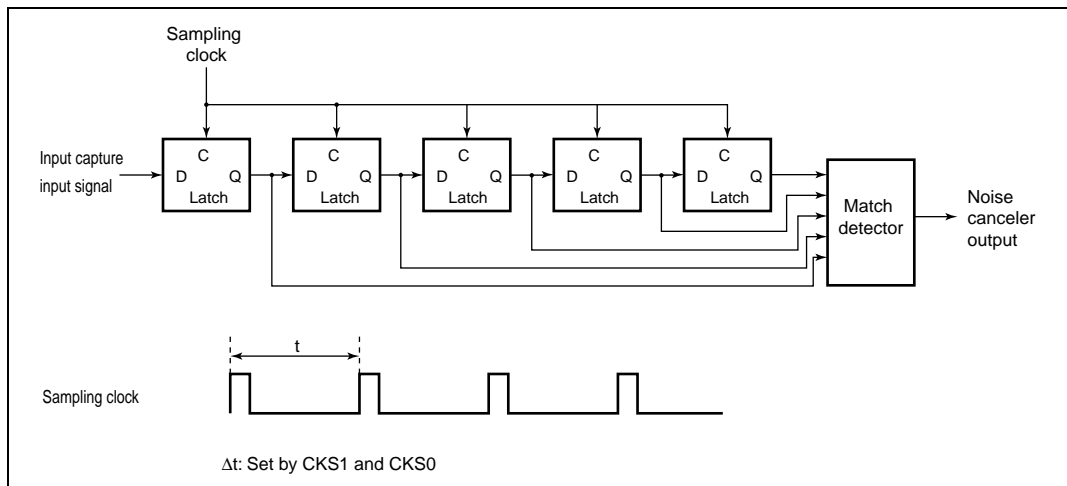 Sampling
clock
Input capture
input signal
C
D Q
Latch
C
D Q
Latch
C
D Q
Latch
C
D Q
Latch
C
D Q
Latch
Match
detector
Noise
canceler
output
t
Sampling clock
Δt: Set by CKS1 and CKS0